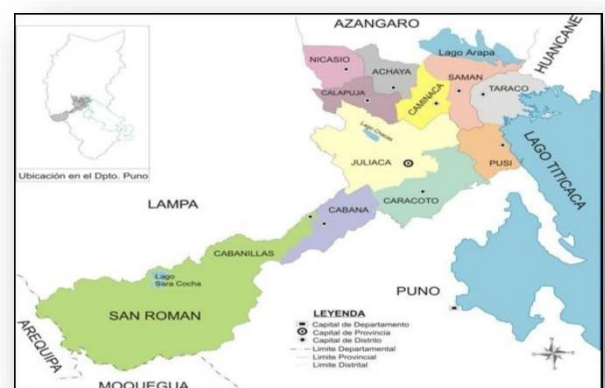 AZANGARO
HUANCANE
Lago Arapa
NICASIO
ACHAYA
SAMAN
CALAPUJA
CAMINACA
TARACO
LAGO TITICACA
Lago Chacas
JULIACA
PUSI
Ubicación en el Dpto. Puno
CARACOTO
LAMPA
CABANA
CABANILLAS
Lago
Sara Cocha
PUNO
SAN ROMAN
LEYENDA
Capital de Departamento
Capital de Provincia
Capital de Distrito
Limite Departamental
Limite Provincial
Limite Distrital
AREQUIPA
MOQUEGUA